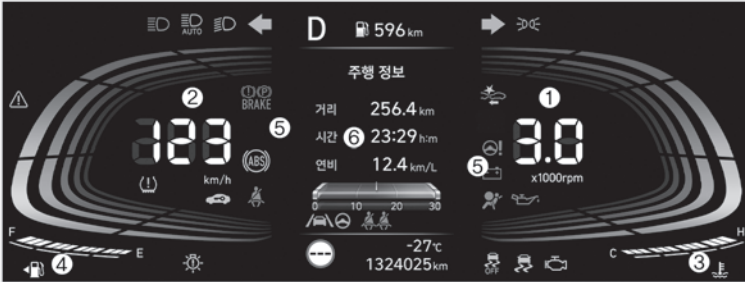 AUTO
D 596 km
주행 정보
② BRAKE ⑤
거리 256.4 km
시간 ⑥ 23:29 h:m
연비 12.4 km/L
123
km/h
ABS
①
3.0
x1000rpm
⑤
0 10 20 30
F E
④
-27℃
1324025 km
OFF
C H
③